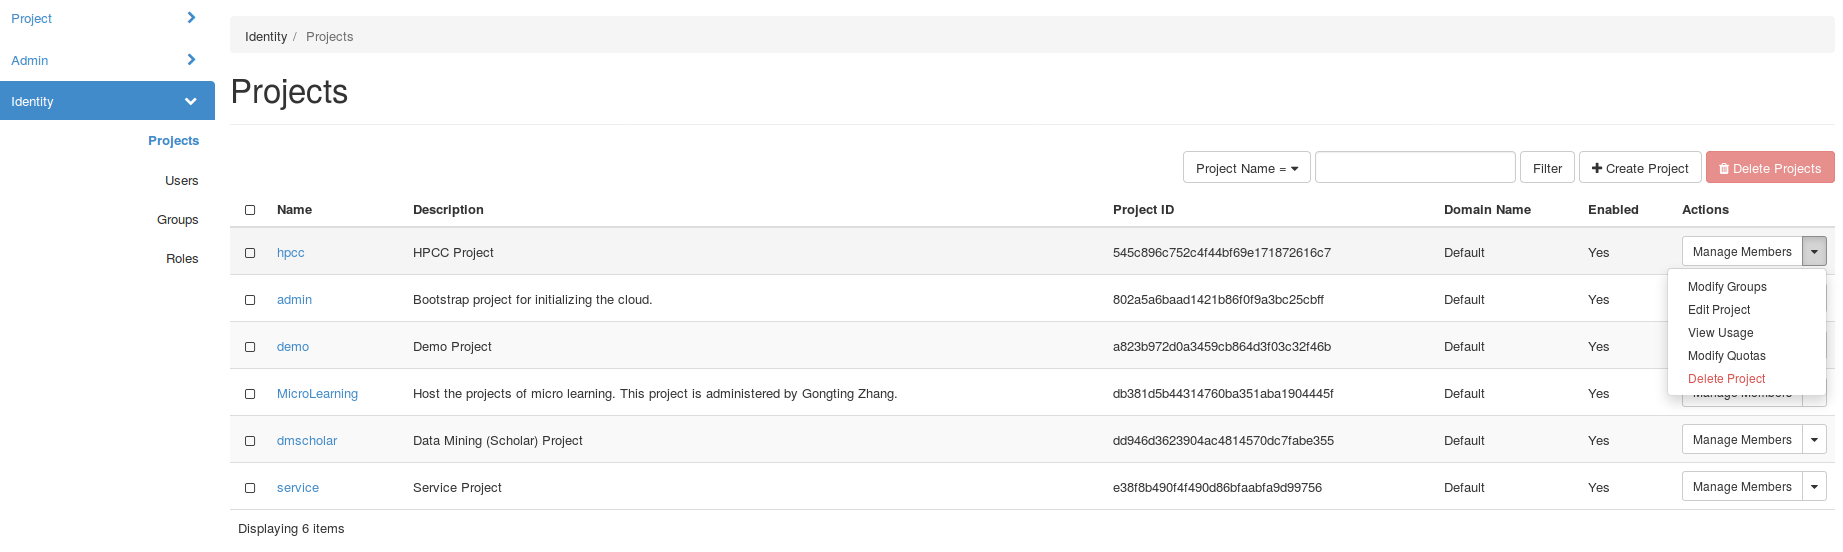 Project
Admin
Identity
Projects
Users
Groups
Roles
Identity / Projects
Projects
Project Name = Filter Create Project Delete Projects
Name Description Project ID Domain Name Enabled Actions
hpcc HPCC Project 545c896c752c4f44bf69e171872616c7 Default Yes Manage Members
admin Bootstrap project for initializing the cloud. 802a5a6baad1421b86f0f9a3bc25cbff Default Yes
demo Demo Project a823b972d0a3459cb864d3f03c32f46b Default Yes
MicroLearning Host the projects of micro learning. This project is administered by Gongting Zhang. db381d5b44314760ba351aba1904445f Default Yes Manage Members
dmscholar Data Mining (Scholar) Project dd946d3623904ac4814570dc7fabe355 Default Yes Manage Members
service Service Project e38f8b490f4f490d86bfaabfa9d99756 Default Yes Manage Members
Modify Groups
Edit Project
View Usage
Modify Quotas
Delete Project
Displaying 6 items